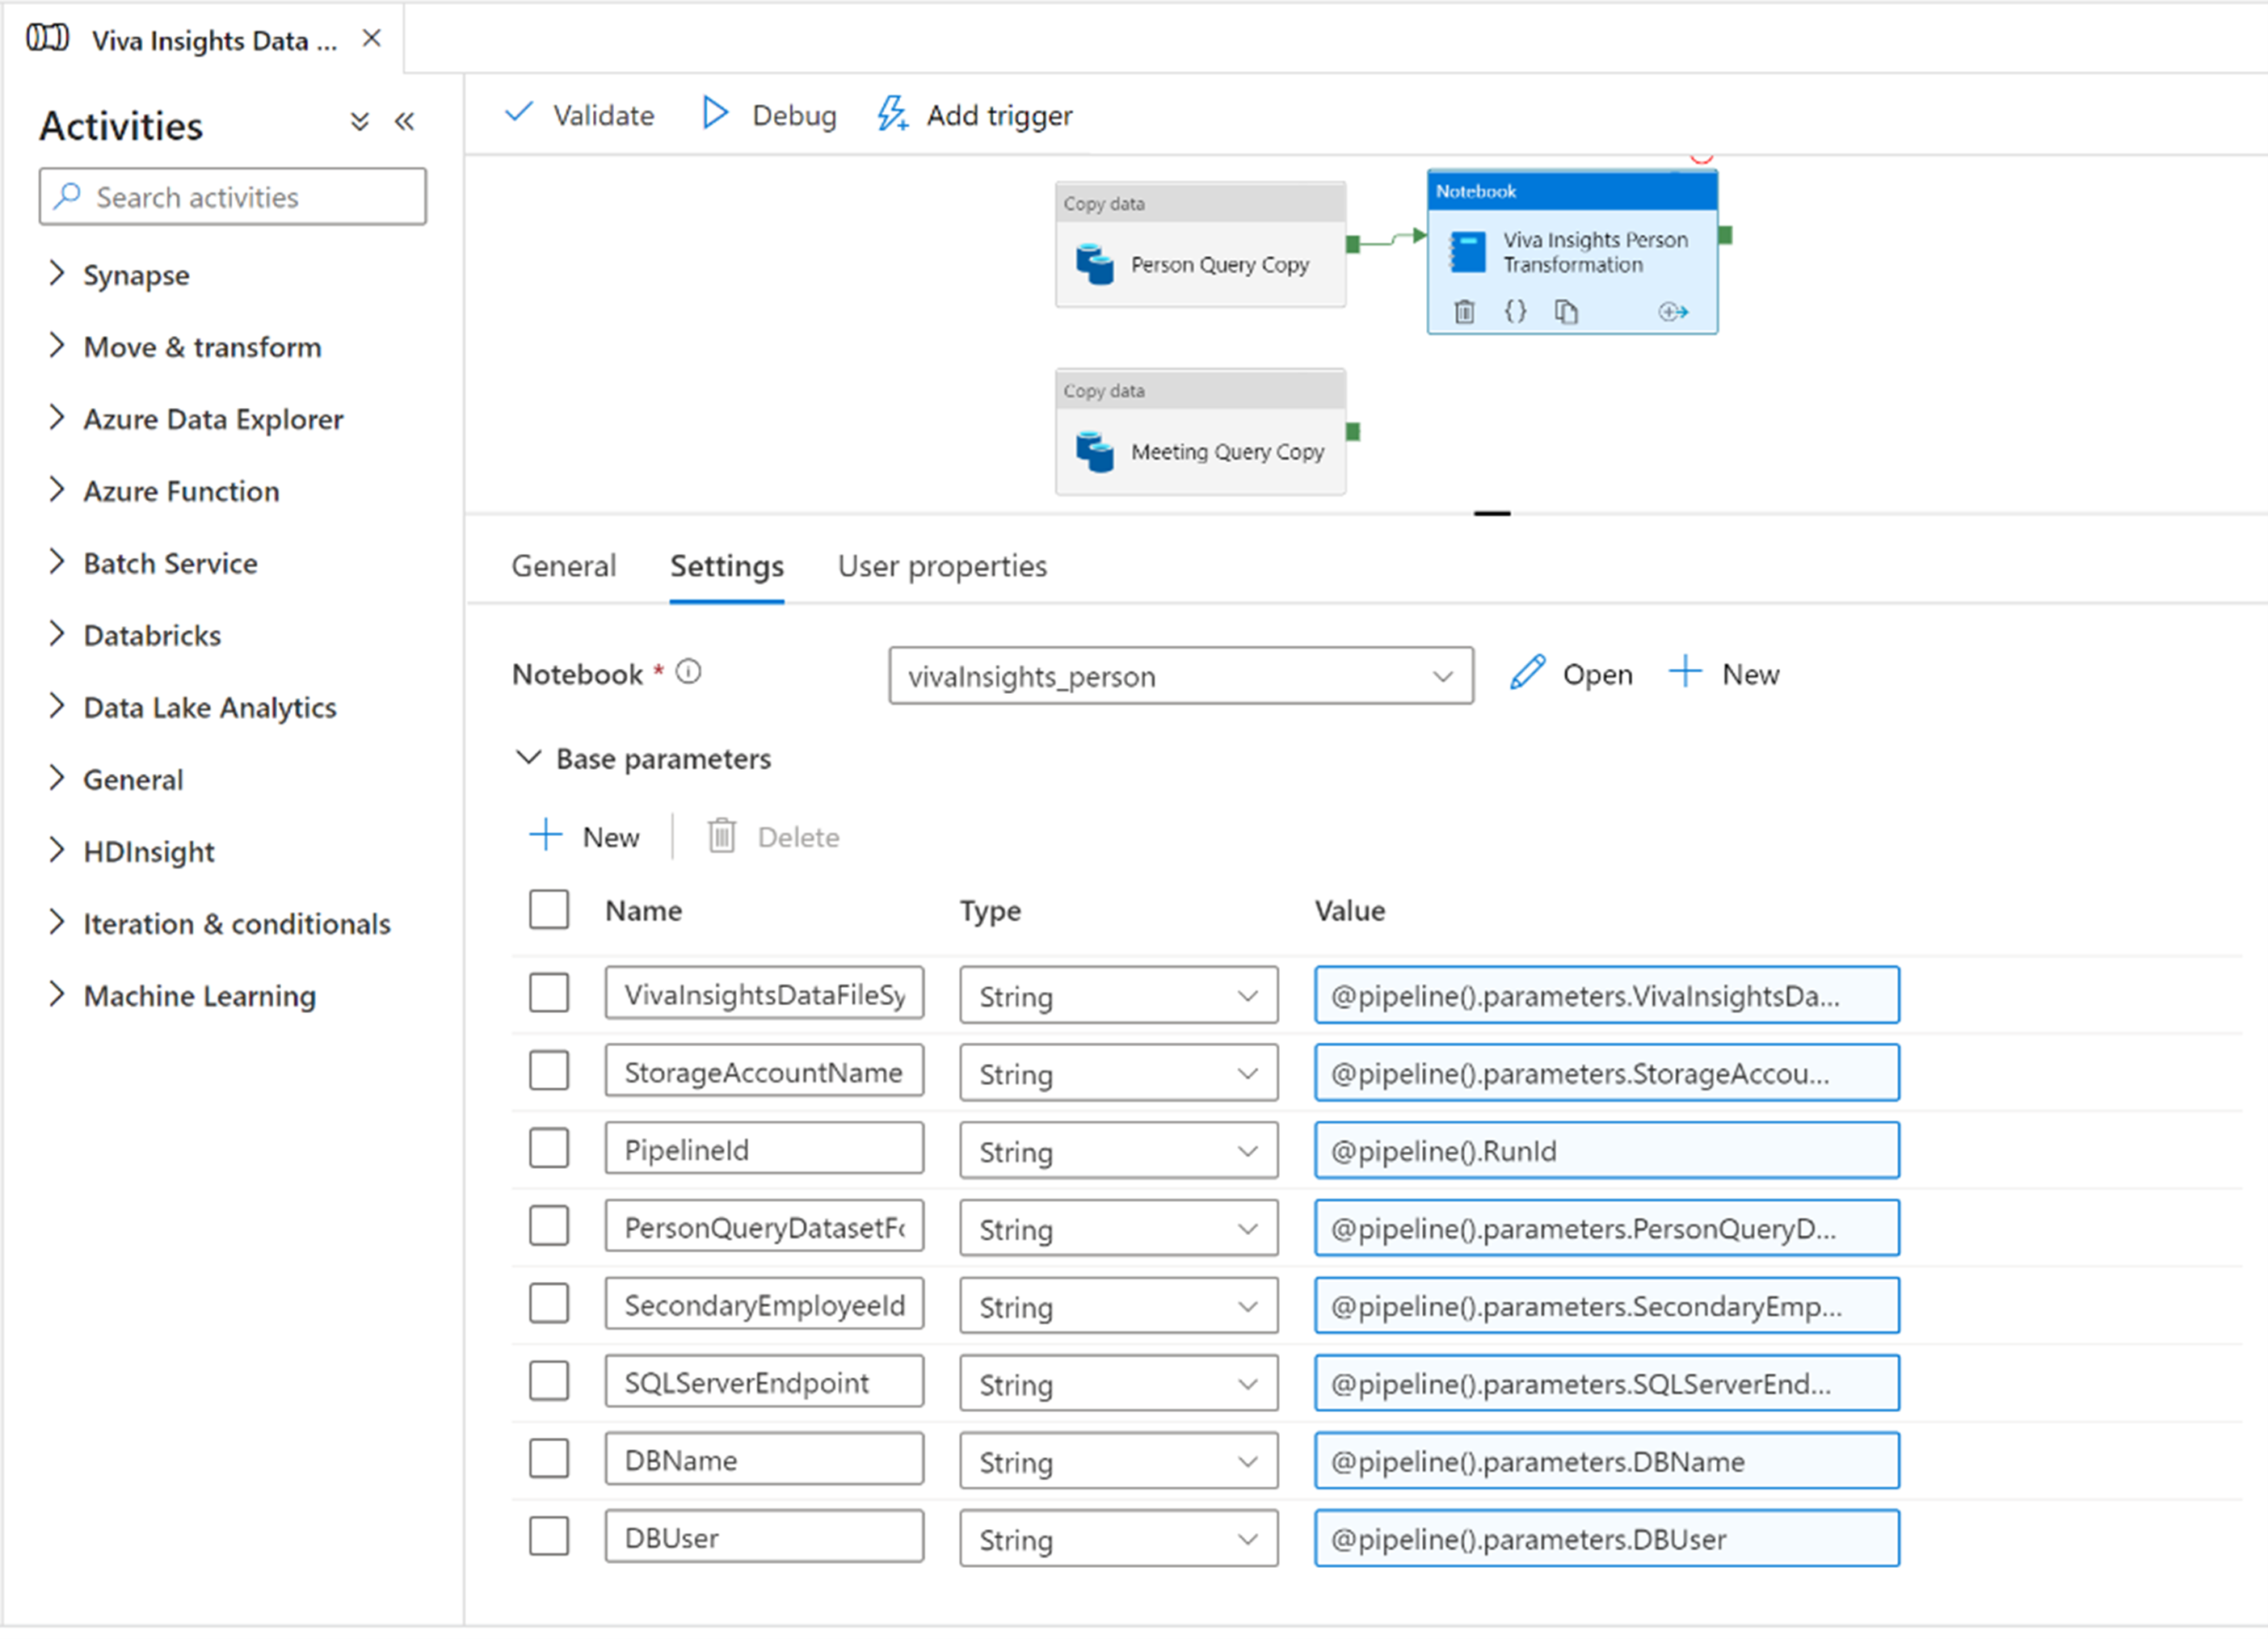 Viva Insights Data ...
Activities
Search activities
Synapse
Move & transform
Azure Data Explorer
Azure Function
Batch Service
Databricks
Data Lake Analytics
General
HDInsight
Iteration & conditionals
Machine Learning
Validate
Debug
Add trigger
Copy data
Person Query Copy
Notebook
Viva Insights Person
Transformation
{}
Copy data
Meeting Query Copy
General
Settings
User properties
Notebook *
vivaInsights_person
Open
New
Base parameters
New
Delete
Name Type Value
VivaInsightsDataFileSy String @pipeline().parameters.VivaInsightsDa...
StorageAccountName String @pipeline().parameters.StorageAccou...
PipelineId String @pipeline().RunId
PersonQueryDatasetFo String @pipeline().parameters.PersonQueryD...
SecondaryEmployeeId String @pipeline().parameters.SecondaryEmp...
SQLServerEndpoint String @pipeline().parameters.SQLServerEnd...
DBName String @pipeline().parameters.DBName
DBUser String @pipeline().parameters.DBUser